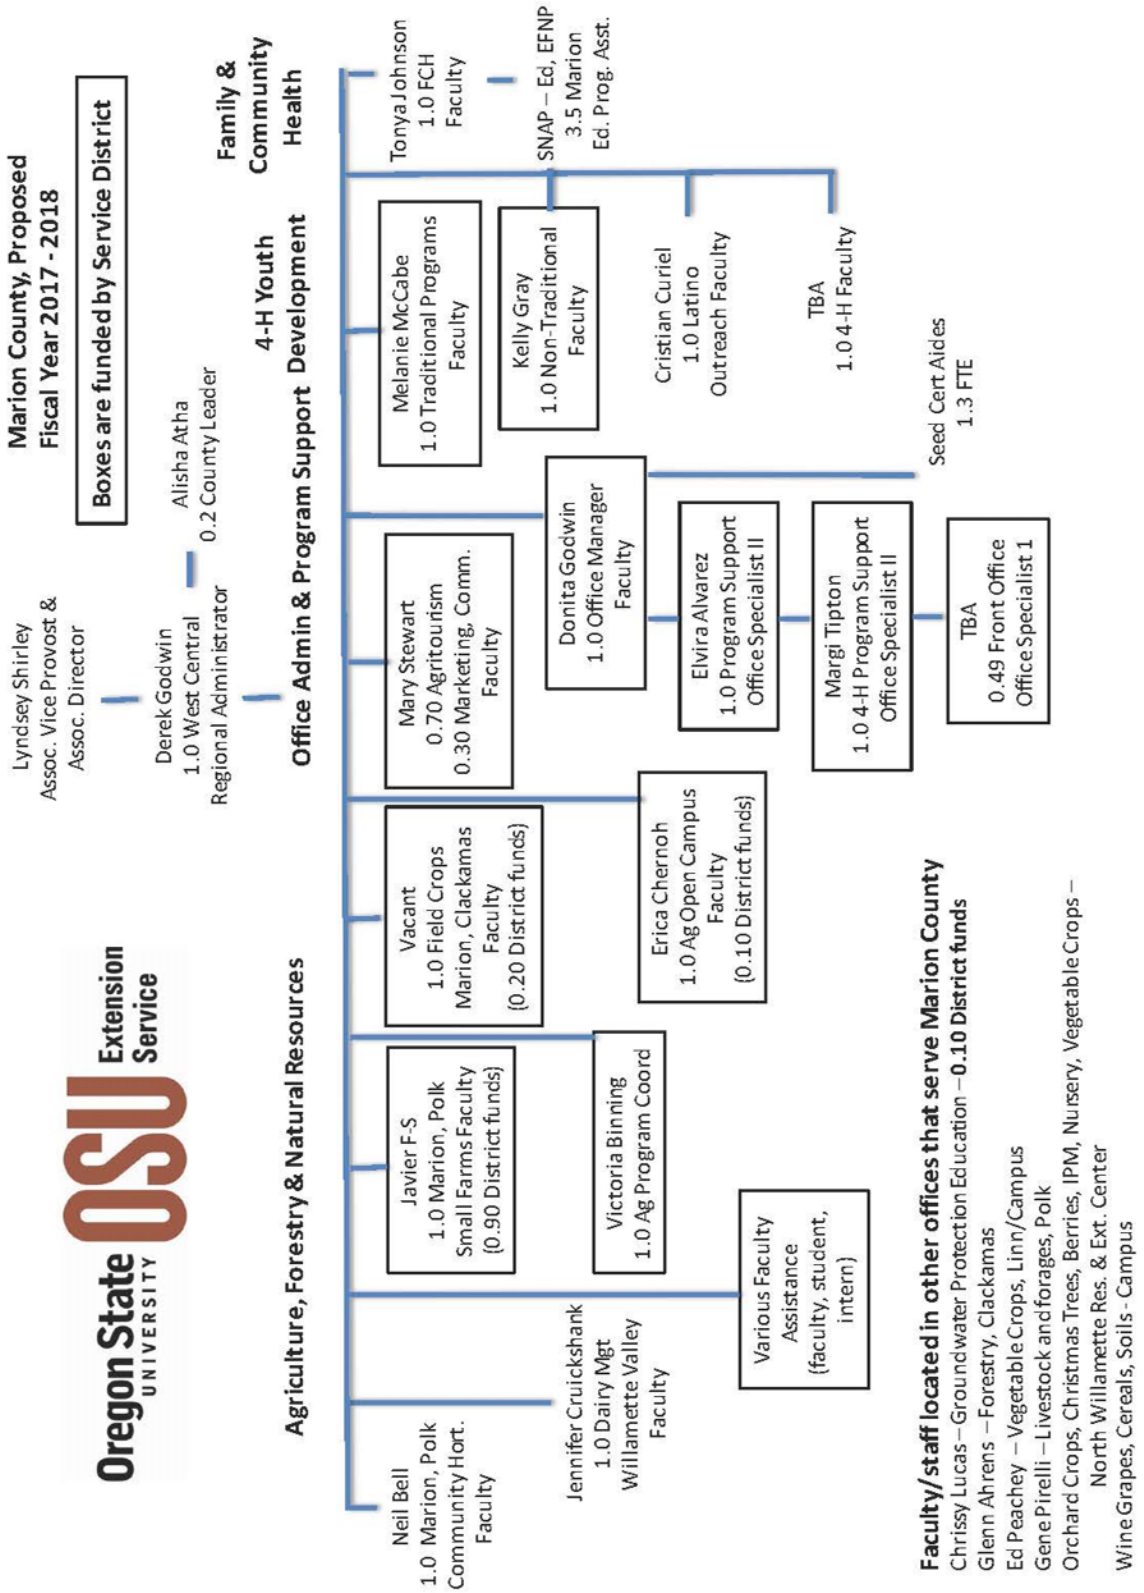 Oregon State
UNIVERSITY
OSU
Extension
Service
Marion County, Proposed
Fiscal Year 2017 - 2018
Boxes are funded by Service District
Lyndsey Shirley
Assoc. Vice Provost &
Assoc. Director
Derek Godwin
1.0 West Central
Regional Administrator
Alisha Atha
0.2 County Leader
Agriculture, Forestry & Natural Resources
Office Admin & Program Support
4-H Youth
Development
Family &
Community
Health
Neil Bell
1.0 Marion, Polk
Community Hort.
Faculty
Jennifer Cruickshank
1.0 Dairy Mgt
Willamette Valley
Faculty
Various Faculty
Assistance
(faculty, student,
intern)
Javier F-S
1.0 Marion, Polk
Small Farms Faculty
(0.90 District funds)
Victoria Binning
1.0 Ag Program Coord
Vacant
1.0 Field Crops
Marion, Clackamas
Faculty
(0.20 District funds)
Erica Chernoh
1.0 Ag Open Campus
Faculty
(0.10 District funds)
Mary Stewart
0.70 Agritourism
0.30 Marketing, Comm.
Faculty
Donita Godwin
1.0 Office Manager
Faculty
Elvira Alvarez
1.0 Program Support
Office Specialist II
Margi Tipton
1.0 4-H Program Support
Office Specialist II
TBA
0.49 Front Office
Office Specialist 1
Seed Cert Aides
1.3 FTE
Melanie McCabe
1.0 Traditional Programs
Faculty
Kelly Gray
1.0 Non-Traditional
Faculty
Cristian Curiel
1.0 Latino
Outreach Faculty
TBA
1.0 4-H Faculty
Tonya Johnson
1.0 FCH
Faculty
SNAP – Ed, EFNP
3.5 Marion
Ed. Prog. Asst.
Faculty/staff located in other offices that serve Marion County
Chrissy Lucas – Groundwater Protection Education – 0.10 District funds
Glenn Ahrens – Forestry, Clackamas
Ed Peachey – Vegetable Crops, Linn/Campus
Gene Pirelli – Livestock and forages, Polk
Orchard Crops, Christmas Trees, Berries, IPM, Nursery, Vegetable Crops –
North Willamette Res. & Ext. Center
Wine Grapes, Cereals, Soils - Campus